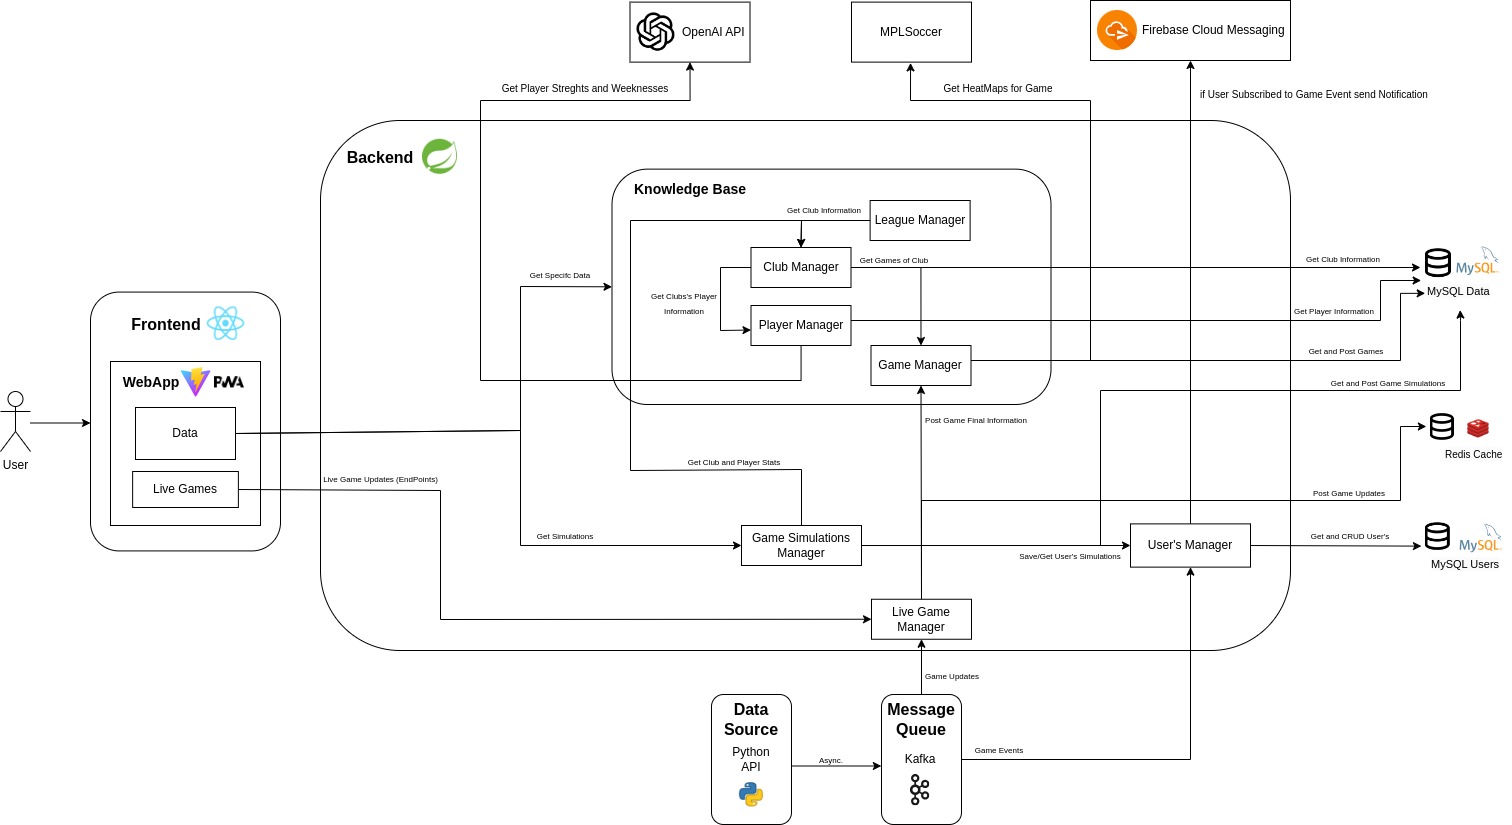 OpenAI API
MPLSoccer
Firebase Cloud Messaging
Get Player Streghts and Weeknesses
Get HeatMaps for Game
if User Subscribed to Game Event send Notification
Backend
Knowledge Base
Get Club Information
League Manager
Club Manager
Get Games of Club
Get Club Information
MySQL
MySQL Data
Get Specifc Data
Get Clubs's Player
Information
Player Manager
Get Player Information
Game Manager
Get and Post Games
Get and Post Game Simulations
Frontend
WebApp
PWA
Data
Live Games
User
Live Game Updates (EndPoints)
Post Game Final Information
Get Club and Player Stats
Redis Cache
Post Game Updates
Get Simulations
Game Simulations
Manager
Save/Get User's Simulations
User's Manager
Get and CRUD User's
MySQL
MySQL Users
Live Game
Manager
Game Updates
Data
Source
Python
API
Async.
Message
Queue
Kafka
Game Events